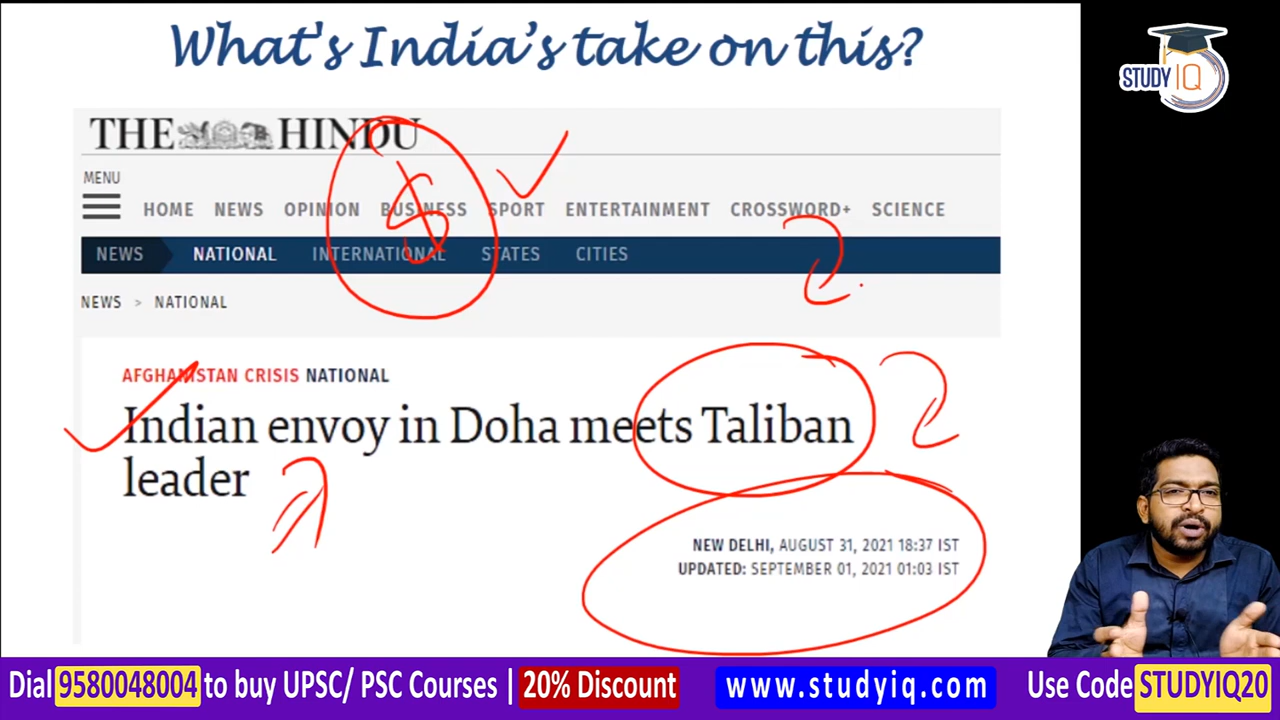 What's India's take on this?
STUDY IQ
THE HINDU
MENU
HOME NEWS OPINION BUSINESS SPORT ENTERTAINMENT CROSSWORD+ SCIENCE
NEWS NATIONAL INTERNATIONAL STATES CITIES
NEWS > NATIONAL
AFGHANISTAN CRISIS NATIONAL
Indian envoy in Doha meets Taliban
leader
NEW DELHI, AUGUST 31, 2021 18:37 IST
UPDATED: SEPTEMBER 01, 2021 01:03 IST
$
Dial 9580048004 to buy UPSC/ PSC Courses | 20% Discount www.studyiq.com Use Code STUDYIQ20